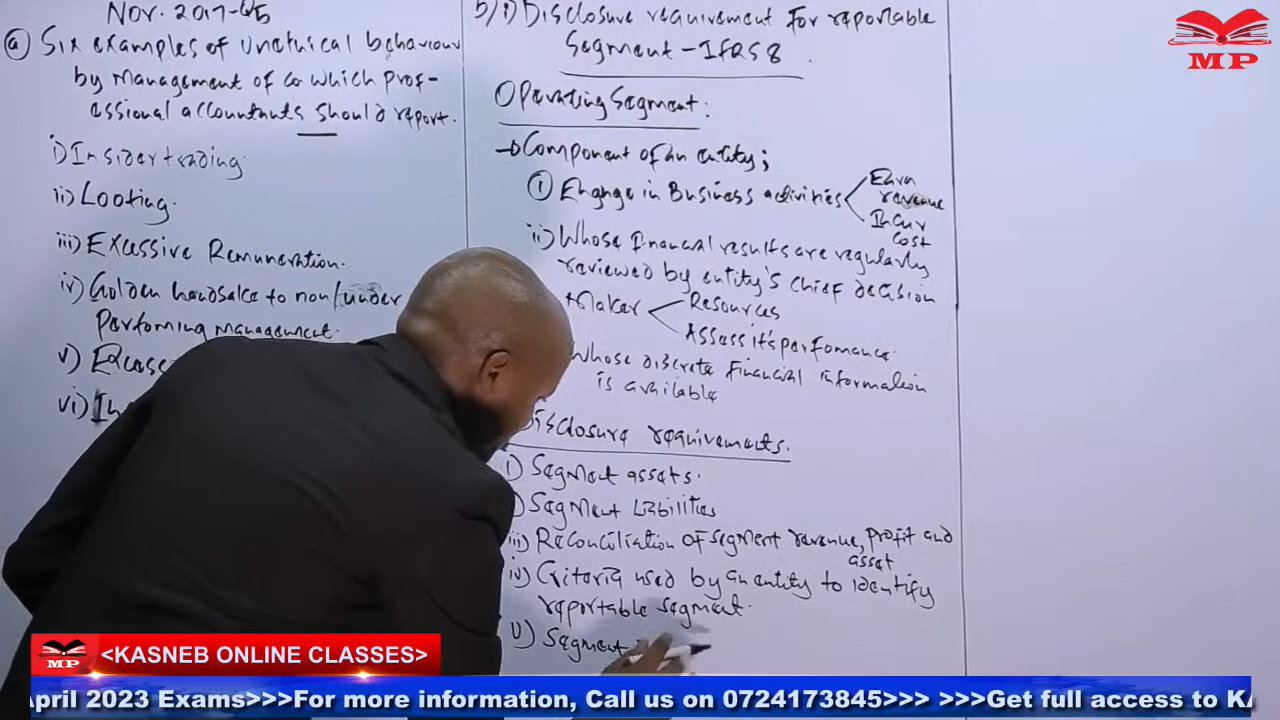 Nov. 2017-Q5
a) Six examples of Unethical behaviour
by Management of co which prof-
essional accountants should report.
i) Insider trading.
ii) Looting.
iii) Excessive Remuneration.
iv) Golden handsake to non/under
Performing management.
v)
vi)
b) i) Disclosure requirement for reportable
Segment - IFRS 8.
Operating Segment:
→ Component of an entity;
i) Engage in Business activities
Earn
revenue
Incur
cost
ii) Whose financial results are regularly
reviewed by entity's chief decision
Maker
Resources
Assess it's perfomance.
Whose discrete financial information
is available
Disclosure requirements.
i) Segment assets.
) Segment Liabilities
iii) Reconciliation of segment revenue, profit and
asset
iv) Criteria used by an entity to identify
reportable segment.
v) Segment
MP
MP
<KASNEB ONLINE CLASSES>
April 2023 Exams>>>For more information, Call us on 0724173845>>> >>>Get full access to